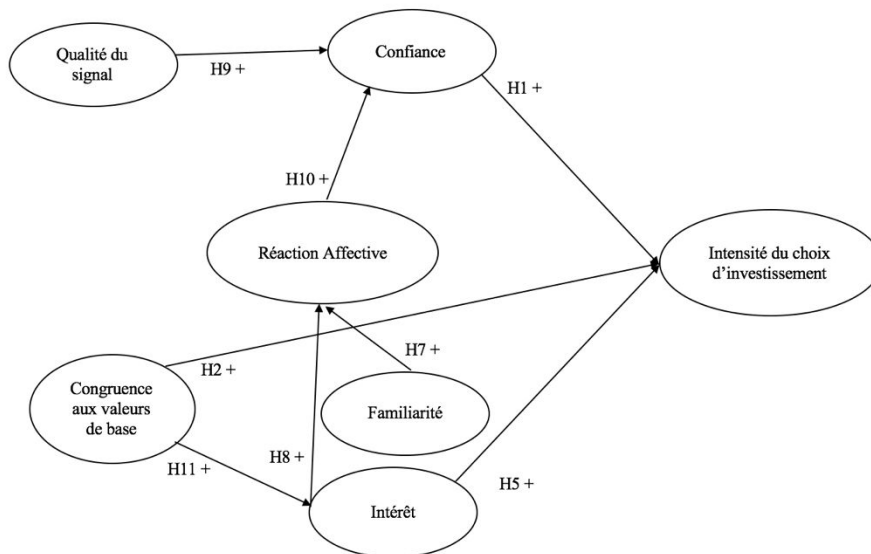 Qualité du
signal
H9 +
Confiance
H1 +
H10 +
Réaction Affective
Intensité du choix
d’investissement
H7 +
H2 +
Congruence
aux valeurs
de base
Familiarité
H11 +
H8 +
H5 +
Intérêt